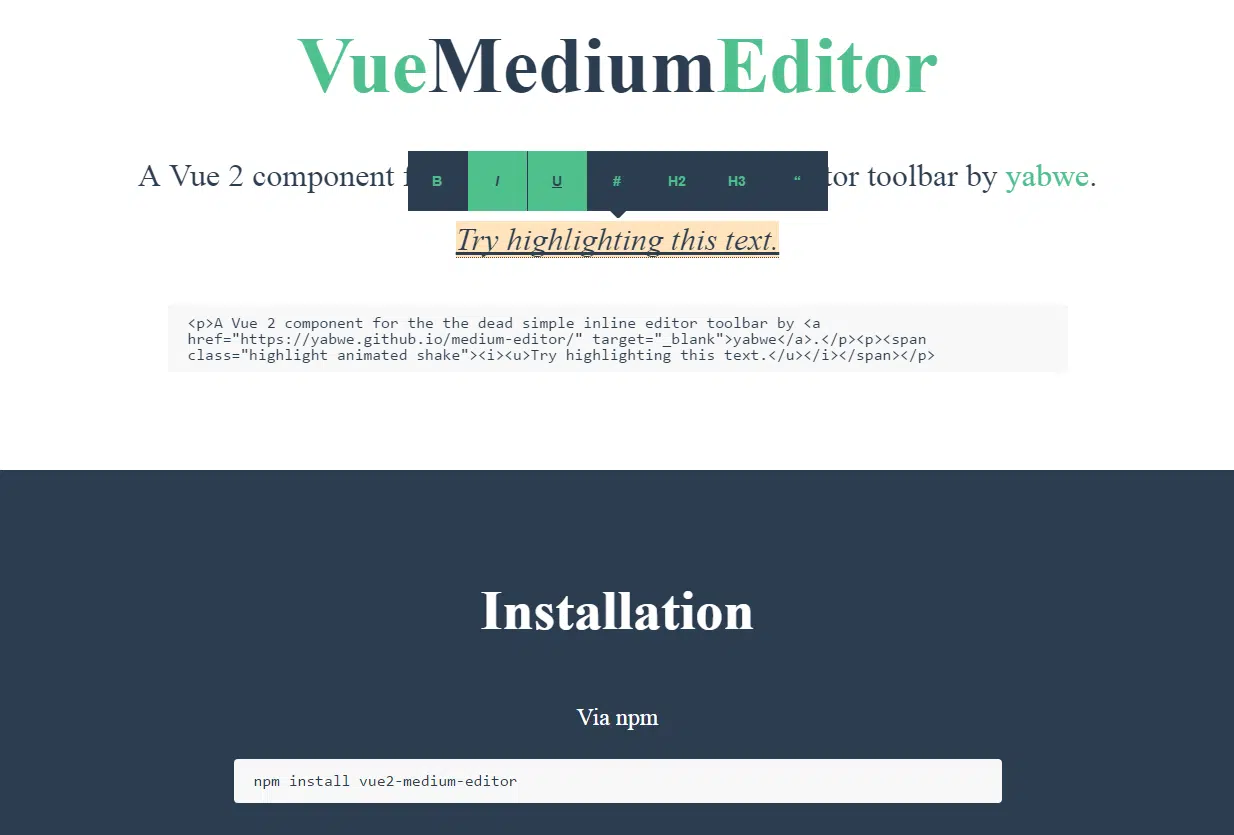 VueMediumEditor
B I U # H2 H3 “
A Vue 2 component tor toolbar by yabwe.
Try highlighting this text.
<p>A Vue 2 component for the the dead simple inline editor toolbar by <a
href="https://yabwe.github.io/medium-editor/" target="_blank">yabwe</a>.</p><p><span
class="highlight animated shake"><i><u>Try highlighting this text.</u></i></span></p>
Installation
Via npm
npm install vue2-medium-editor